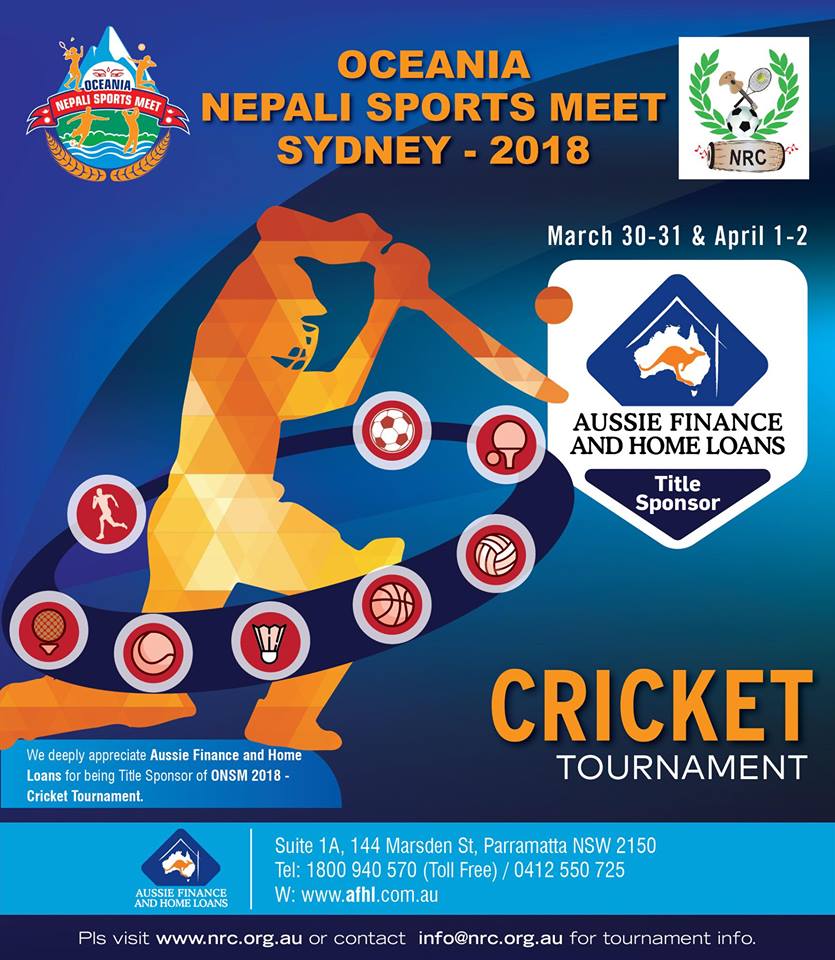 OCEANIA
NEPALI SPORTS MEET
OCEANIA
NEPALI SPORTS MEET
SYDNEY - 2018
NRC
March 30-31 & April 1-2
AUSSIE FINANCE
AND HOME LOANS
Title
Sponsor
CRICKET
TOURNAMENT
We deeply appreciate Aussie Finance and Home
Loans for being Title Sponsor of ONSM 2018 -
Cricket Tournament.
AUSSIE FINANCE
AND HOME LOANS
Suite 1A, 144 Marsden St, Parramatta NSW 2150
Tel: 1800 940 570 (Toll Free) / 0412 550 725
W: www.afhl.com.au
Pls visit www.nrc.org.au or contact info@nrc.org.au for tournament info.